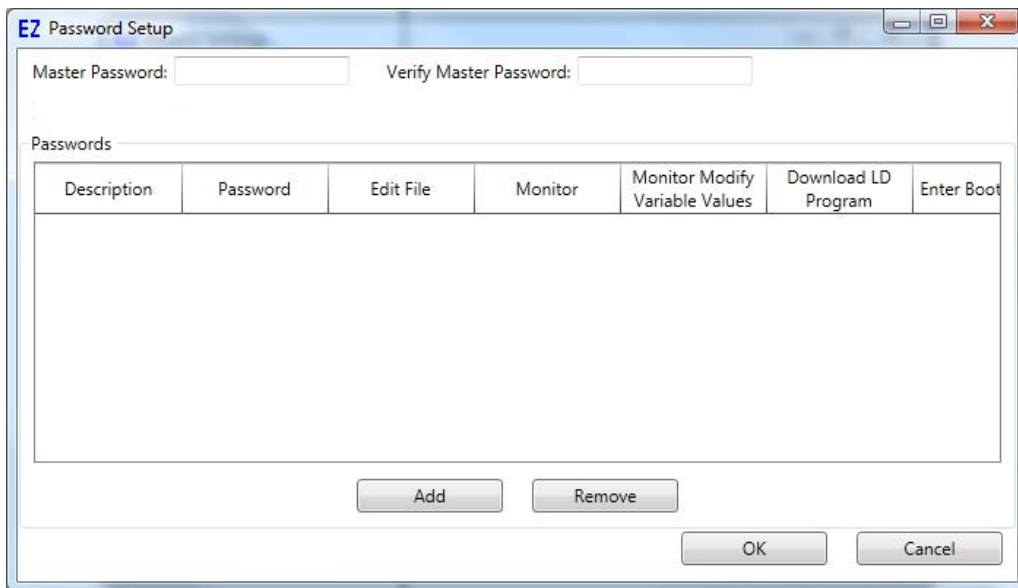 EZ Password Setup
Master Password: Verify Master Password:
Passwords
Description Password Edit File Monitor Monitor Modify Variable Values Download LD Program Enter Boot
Add Remove
OK Cancel